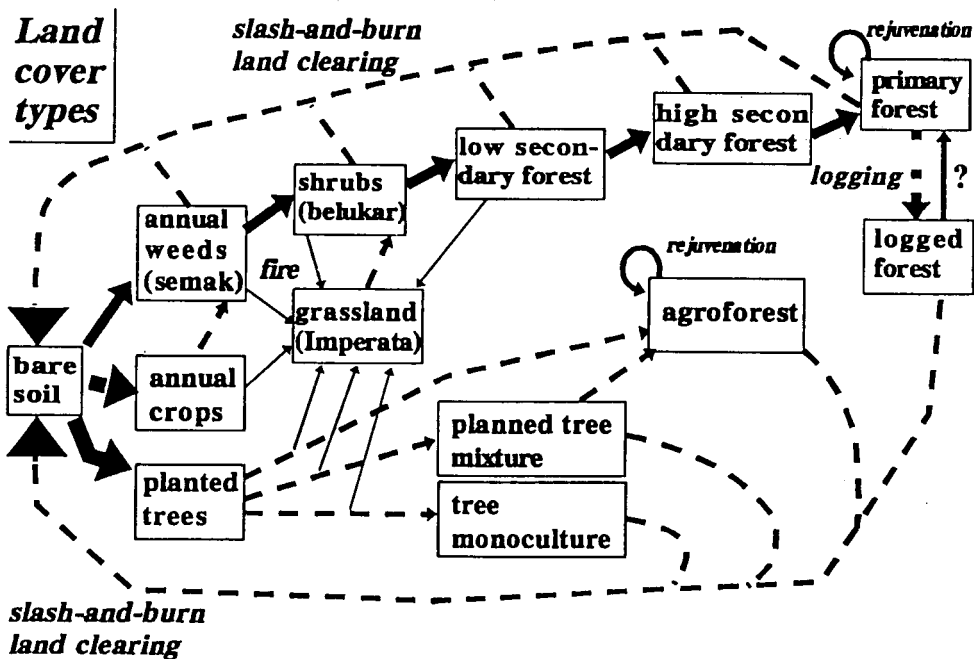 Land
cover
types
slash-and-burn
land clearing
rejuvenation
primary
forest
high secon
dary forest
low secon-
dary forest
shrubs
(belukar)
annual
weeds
(semak)
fire
grassland
(Imperata)
logging
?
logged
forest
rejuvenation
agroforest
bare
soil
annual
crops
planted
trees
planned tree
mixture
tree
monoculture
slash-and-burn
land clearing